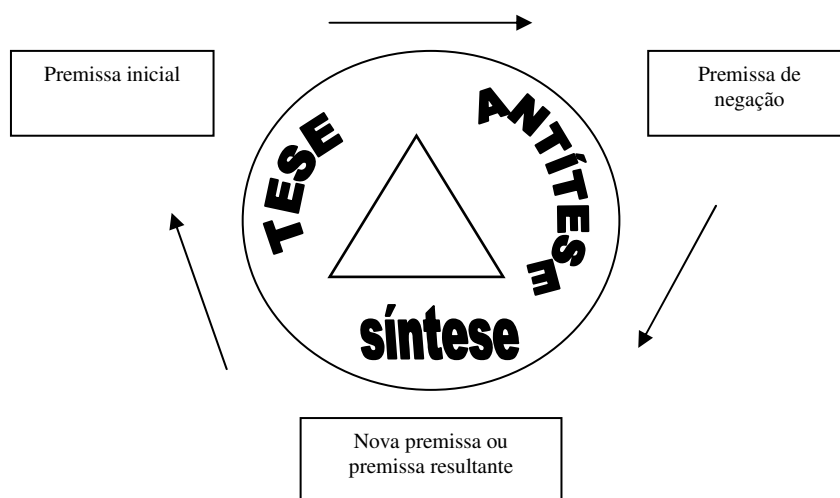 Premissa inicial
TESE
ANTÍTESE
Premissa de
negação
síntese
Nova premissa ou
premissa resultante